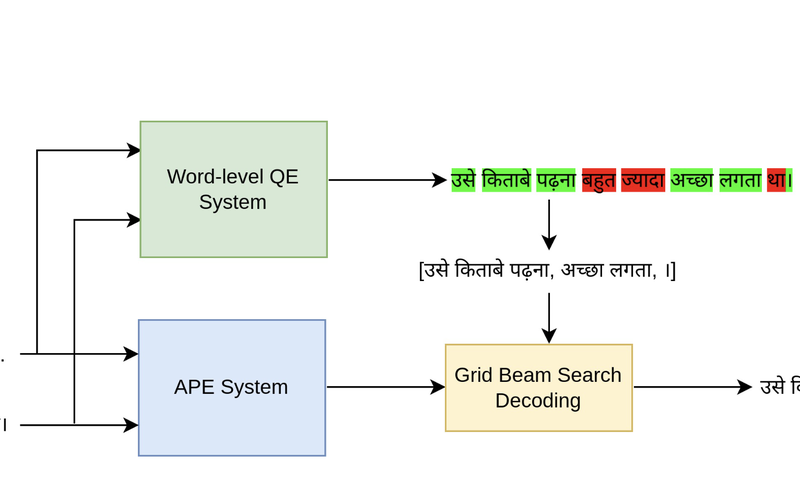 Word-level QE
System
उसे किताबे पढ़ना बहुत ज्यादा अच्छा लगता था।
[उसे किताबे पढ़ना, अच्छा लगता, ।]
.
।
APE System
Grid Beam Search
Decoding
उसे